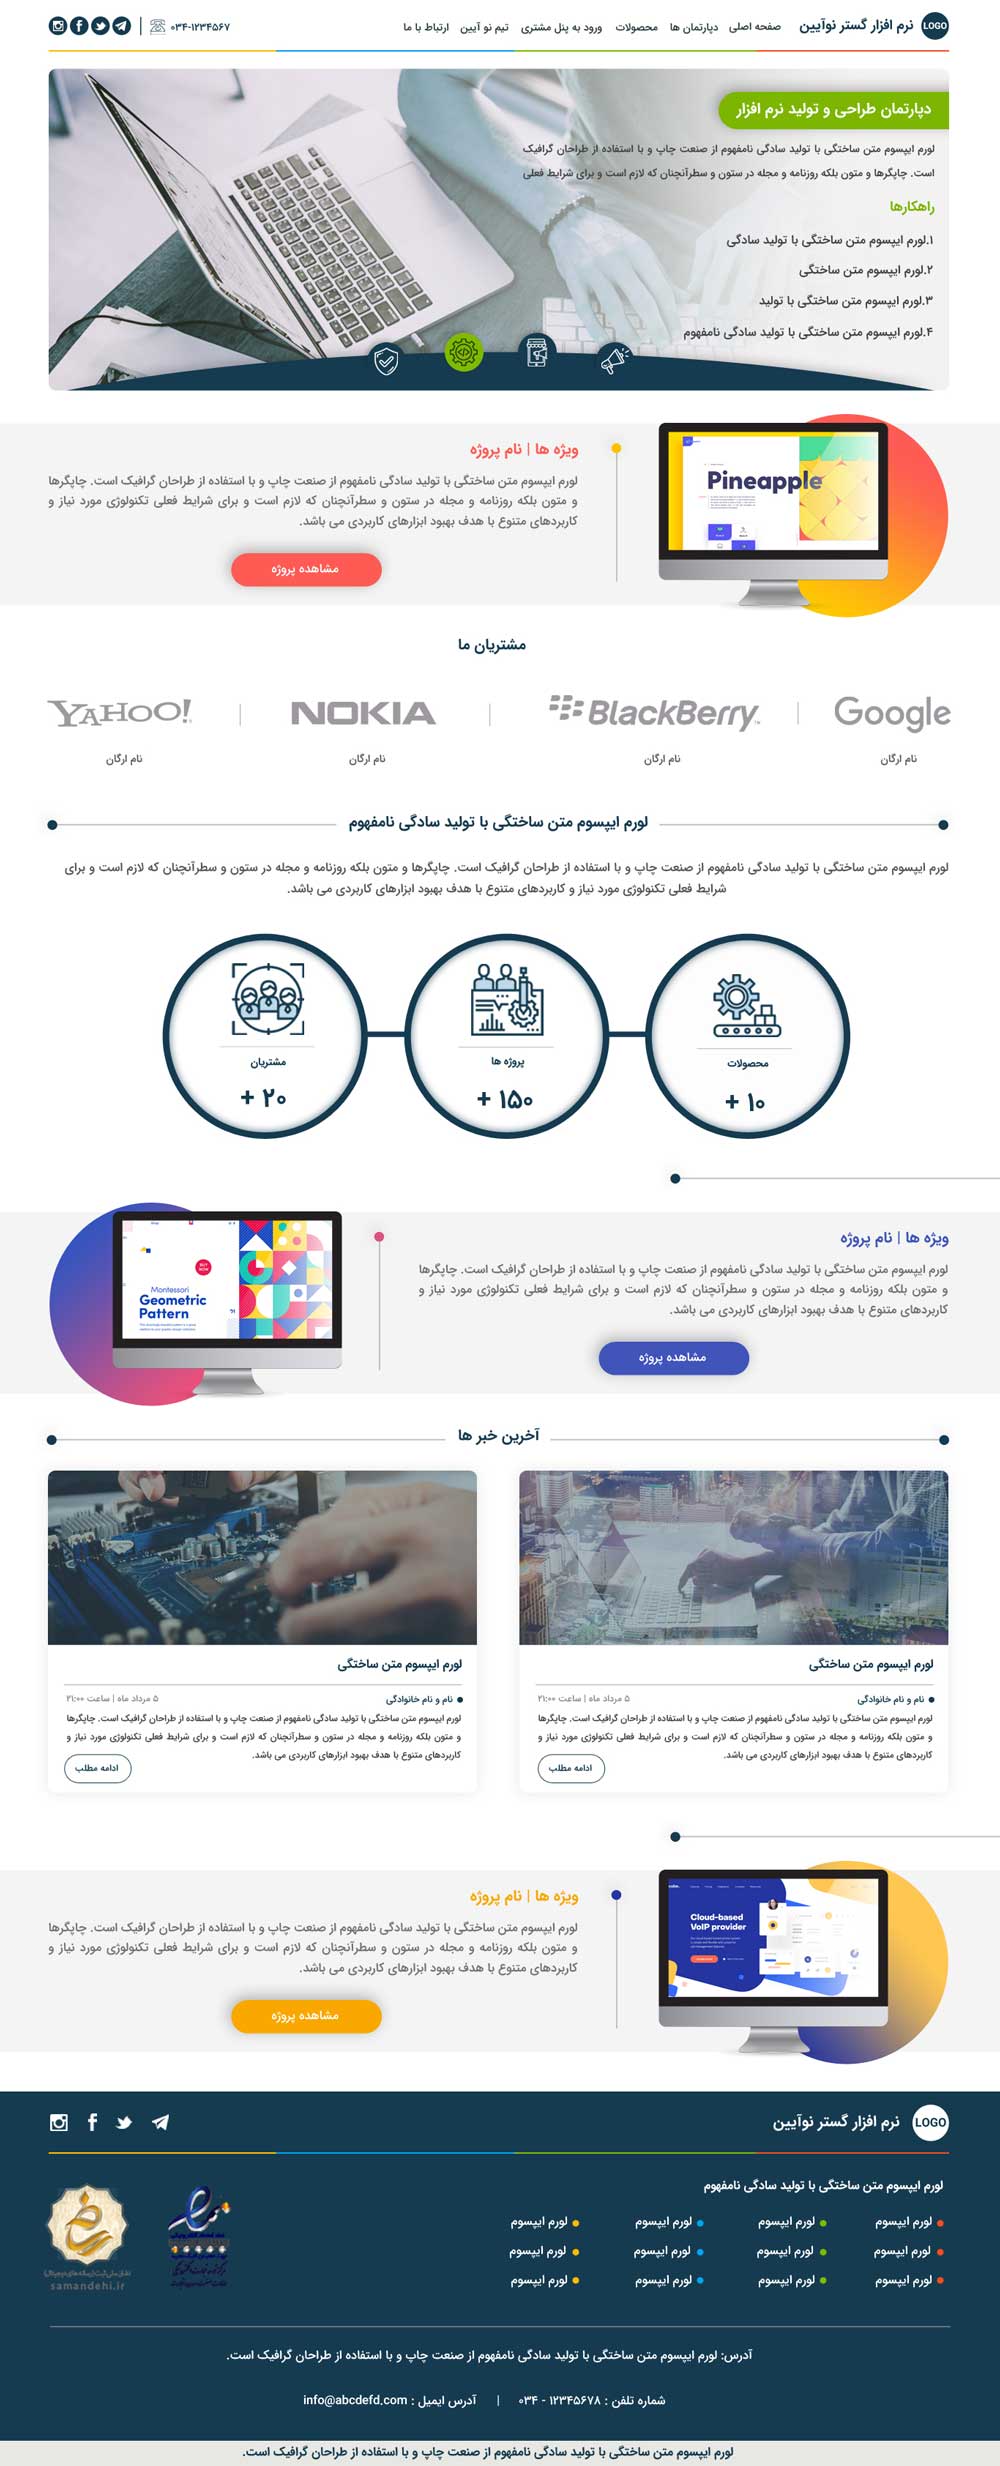 LOGO
نرم افزار گستر نوآیین
صفحه اصلی
دپارتمان ها
محصولات
ورود به پنل مشتری
تیم نو آیین
ارتباط با ما
۰۳۴-۱۲۳۴۵۶۷
دپارتمان طراحی و تولید نرم افزار
لورم ایپسوم متن ساختگی با تولید سادگی نامفهوم از صنعت چاپ و با استفاده از طراحان گرافیک
است. چاپگرها و متون بلکه روزنامه و مجله در ستون و سطرآنچنان که لازم است و برای شرایط فعلی
راهکارها
۱.لورم ایپسوم متن ساختگی با تولید سادگی
۲.لورم ایپسوم متن ساختگی
۳.لورم ایپسوم متن ساختگی با تولید
۴.لورم ایپسوم متن ساختگی با تولید سادگی نامفهوم
Pineapple
ویژه ها | نام پروژه
لورم ایپسوم متن ساختگی با تولید سادگی نامفهوم از صنعت چاپ و با استفاده از طراحان گرافیک است. چاپگرها
و متون بلکه روزنامه و مجله در ستون و سطرآنچنان که لازم است و برای شرایط فعلی تکنولوژی مورد نیاز و
کاربردهای متنوع با هدف بهبود ابزارهای کاربردی می باشد.
مشاهده پروژه
مشتریان ما
Google
BlackBerry
NOKIA
YAHOO!
نام ارگان
نام ارگان
نام ارگان
نام ارگان
لورم ایپسوم متن ساختگی با تولید سادگی نامفهوم
لورم ایپسوم متن ساختگی با تولید سادگی نامفهوم از صنعت چاپ و با استفاده از طراحان گرافیک است. چاپگرها و متون بلکه روزنامه و مجله در ستون و سطرآنچنان که لازم است و برای
شرایط فعلی تکنولوژی مورد نیاز و کاربردهای متنوع با هدف بهبود ابزارهای کاربردی می باشد.
محصولات
۱۰ +
پروژه ها
۱۵۰ +
مشتریان
۲۰ +
ویژه ها | نام پروژه
لورم ایپسوم متن ساختگی با تولید سادگی نامفهوم از صنعت چاپ و با استفاده از طراحان گرافیک است. چاپگرها
و متون بلکه روزنامه و مجله در ستون و سطرآنچنان که لازم است و برای شرایط فعلی تکنولوژی مورد نیاز و
کاربردهای متنوع با هدف بهبود ابزارهای کاربردی می باشد.
مشاهده پروژه
BUY NOW
Montessori
Geometric
Pattern
آخرین خبر ها
لورم ایپسوم متن ساختگی
نام و نام خانوادگی
۵ مرداد ماه | ساعت ۲۱:۰۰
لورم ایپسوم متن ساختگی با تولید سادگی نامفهوم از صنعت چاپ و با استفاده از طراحان گرافیک است. چاپگرها
و متون بلکه روزنامه و مجله در ستون و سطرآنچنان که لازم است و برای شرایط فعلی تکنولوژی مورد نیاز و
کاربردهای متنوع با هدف بهبود ابزارهای کاربردی می باشد.
ادامه مطلب
لورم ایپسوم متن ساختگی
نام و نام خانوادگی
۵ مرداد ماه | ساعت ۲۱:۰۰
لورم ایپسوم متن ساختگی با تولید سادگی نامفهوم از صنعت چاپ و با استفاده از طراحان گرافیک است. چاپگرها
و متون بلکه روزنامه و مجله در ستون و سطرآنچنان که لازم است و برای شرایط فعلی تکنولوژی مورد نیاز و
کاربردهای متنوع با هدف بهبود ابزارهای کاربردی می باشد.
ادامه مطلب
Cloud-based
VoIP provider
ویژه ها | نام پروژه
لورم ایپسوم متن ساختگی با تولید سادگی نامفهوم از صنعت چاپ و با استفاده از طراحان گرافیک است. چاپگرها
و متون بلکه روزنامه و مجله در ستون و سطرآنچنان که لازم است و برای شرایط فعلی تکنولوژی مورد نیاز و
کاربردهای متنوع با هدف بهبود ابزارهای کاربردی می باشد.
مشاهده پروژه
LOGO
نرم افزار گستر نوآیین
لورم ایپسوم متن ساختگی با تولید سادگی نامفهوم
لورم ایپسوم
لورم ایپسوم
لورم ایپسوم
لورم ایپسوم
لورم ایپسوم
لورم ایپسوم
لورم ایپسوم
لورم ایپسوم
لورم ایپسوم
لورم ایپسوم
لورم ایپسوم
لورم ایپسوم
samandehi.ir
آدرس: لورم ایپسوم متن ساختگی با تولید سادگی نامفهوم از صنعت چاپ و با استفاده از طراحان گرافیک است.
شماره تلفن : ۱۲۳۴۵۶۷۸ - ۰۳۴ | آدرس ایمیل : info@abcdefd.com
لورم ایپسوم متن ساختگی با تولید سادگی نامفهوم از صنعت چاپ و با استفاده از طراحان گرافیک است.